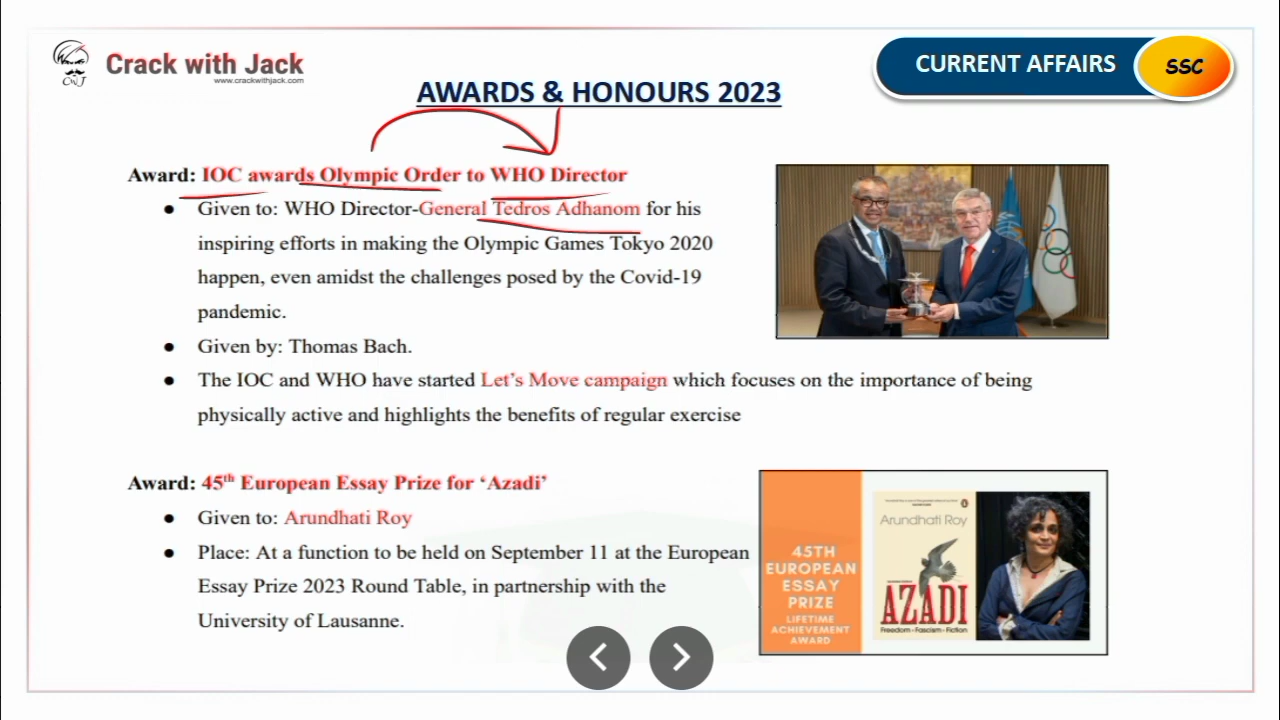 Crack with Jack
www.crackwithjack.com
CWJ
CURRENT AFFAIRS
SSC
AWARDS & HONOURS 2023
Award: IOC awards Olympic Order to WHO Director
● Given to: WHO Director-General Tedros Adhanom for his
inspiring efforts in making the Olympic Games Tokyo 2020
happen, even amidst the challenges posed by the Covid-19
pandemic.
● Given by: Thomas Bach.
● The IOC and WHO have started Let's Move campaign which focuses on the importance of being
physically active and highlights the benefits of regular exercise
Award: 45th European Essay Prize for ‘Azadi’
● Given to: Arundhati Roy
● Place: At a function to be held on September 11 at the European
Essay Prize 2023 Round Table, in partnership with the
University of Lausanne.
45TH
EUROPEAN
ESSAY
PRIZE
LIFETIME
ACHIEVEMENT
AWARD
Arundhati Roy
AZADI
Freedom - Fascism - Fiction